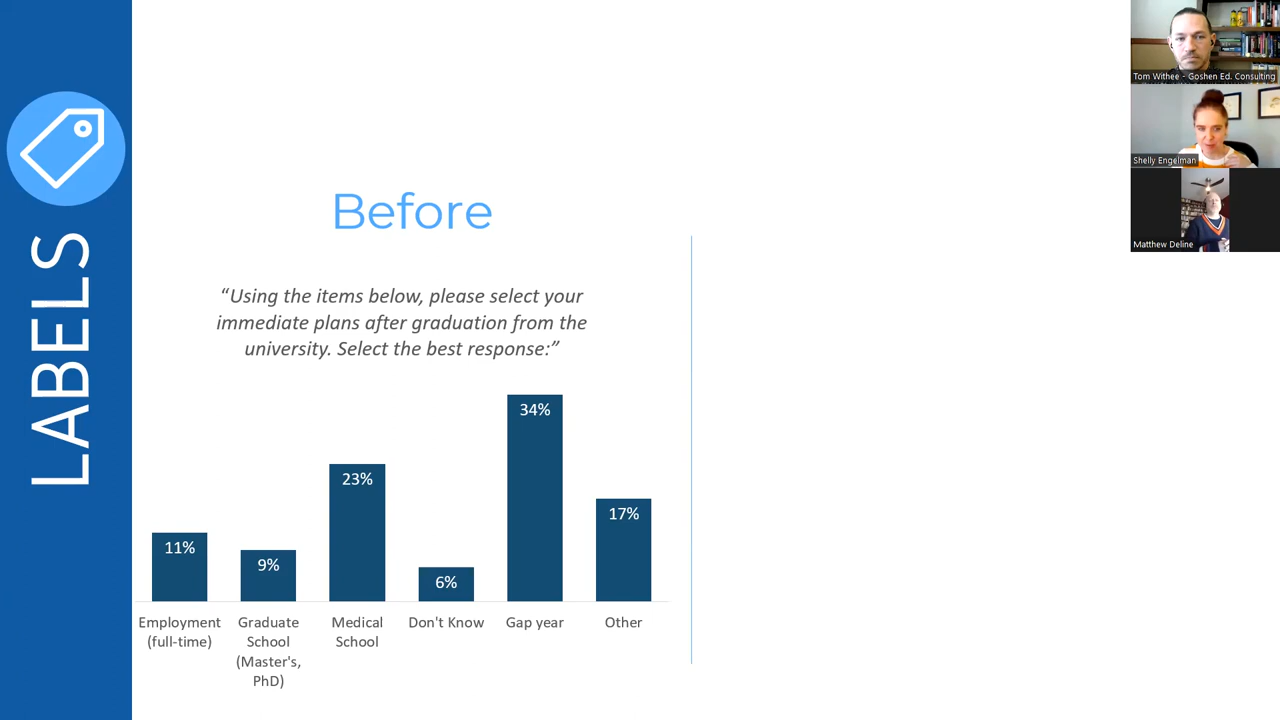 LABELS
Before
“Using the items below, please select your
immediate plans after graduation from the
university. Select the best response:”
34%
23%
17%
11%
9%
6%
Employment
(full-time)
Graduate
School
(Master's,
PhD)
Medical
School
Don't Know
Gap year
Other
Tom Withee - Goshen Ed. Consulting
Shelly Engelman
Matthew Deline